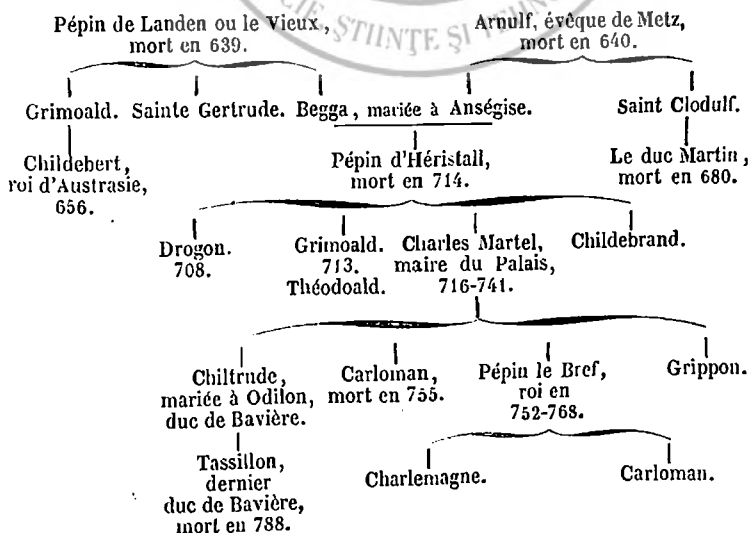 CIE, STIINȚE ȘI TEHN
Pépin de Landen ou le Vieux,
mort en 639.
Arnulf, évêque de Metz,
mort en 640.
Grimoald. Sainte Gertrude. Begga, mariée à Anségise.
Saint Clodulf.
Childebert,
roi d'Austrasie,
656.
Pépin d'Héristall,
mort en 714.
Le duc Martin,
mort en 680.
Drogon.
708.
Grimoald.
713.
Théodoald.
Charles Martel,
maire du Palais,
716-741.
Childebrand.
Chiltrude,
mariée à Odilon,
duc de Bavière.
Carloman,
mort en 755.
Pépin le Bref,
roi en
752-768.
Grippon.
Tassillon,
dernier
duc de Bavière,
mort en 788.
Charlemagne.
Carloman.